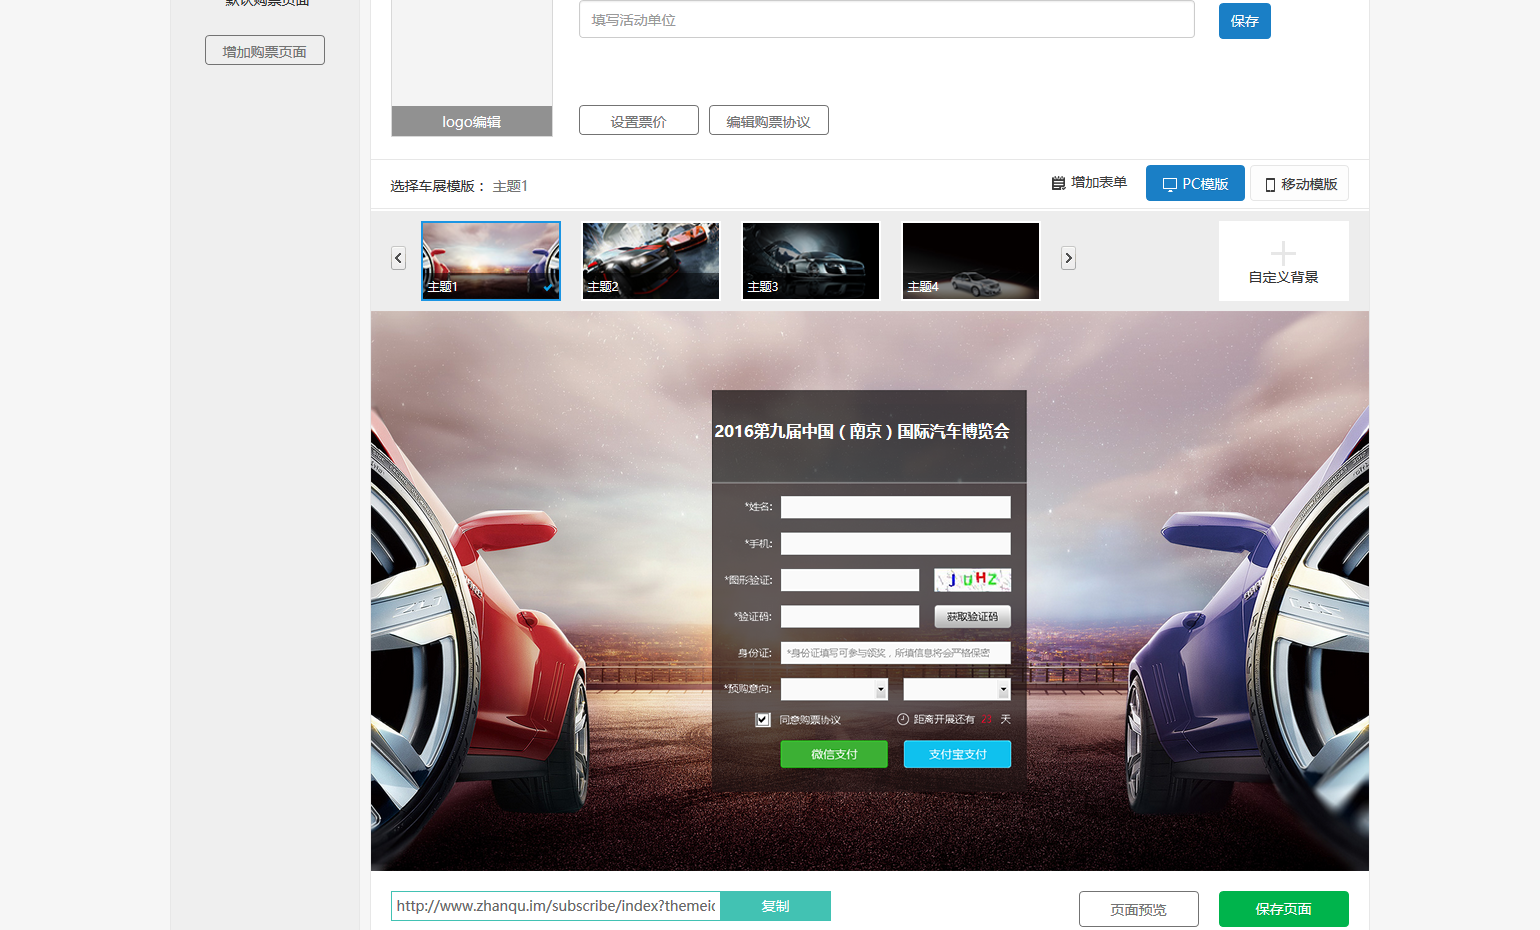 默认购票页面
增加购票页面
填写活动单位
保存
logo编辑
设置票价
编辑购票协议
选择车展模版： 主题1
增加表单
PC模版
移动模版
主题1
主题2
主题3
主题4
自定义背景
2016第九届中国（南京）国际汽车博览会
*姓名:
*手机:
*图形验证:
JUHZ
*验证码:
获取验证码
身份证:
*身份证填写可参与领奖，所填信息将会严格保密
*预购意向:
同意购票协议
距离开展还有 23 天
微信支付
支付宝支付
http://www.zhanqu.im/subscribe/index?themeic
复制
页面预览
保存页面